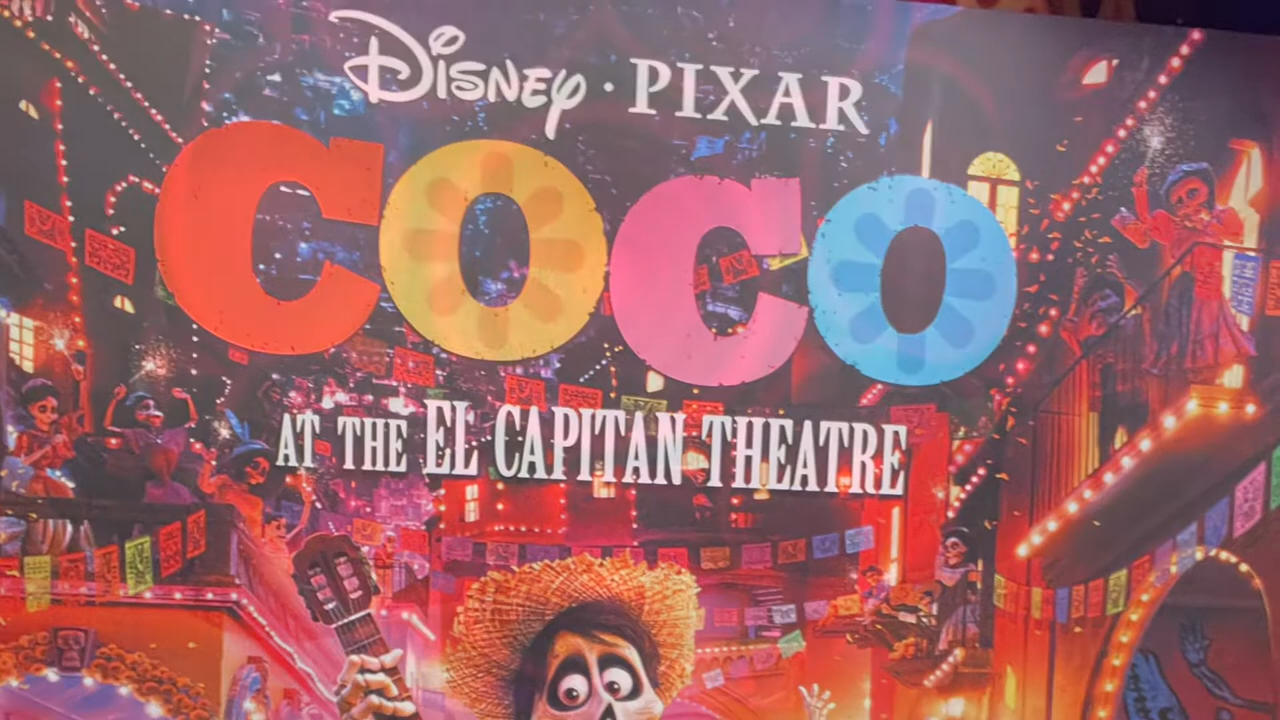 Disney · PIXAR
COCO
AT THE EL CAPITAN THEATRE